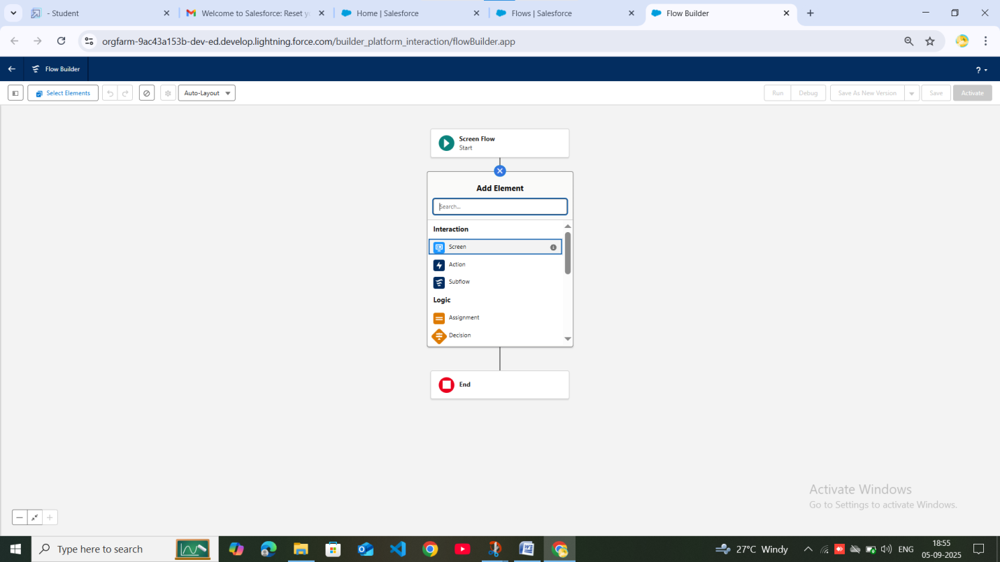 - Student
Welcome to Salesforce: Reset y
Home | Salesforce
Flows | Salesforce
Flow Builder
orgfarm-9ac43a153b-dev-ed.develop.lightning.force.com/builder_platform_interaction/flowBuilder.app
Flow Builder
?
Select Elements
Auto-Layout
Run
Debug
Save As New Version
Save
Activate
Screen Flow
Start
Add Element
Search...
Interaction
Screen
Action
Subflow
Logic
Assignment
Decision
End
Activate Windows
Go to Settings to activate Windows.
Type here to search
27°C Windy
ENG
18:55
05-09-2025